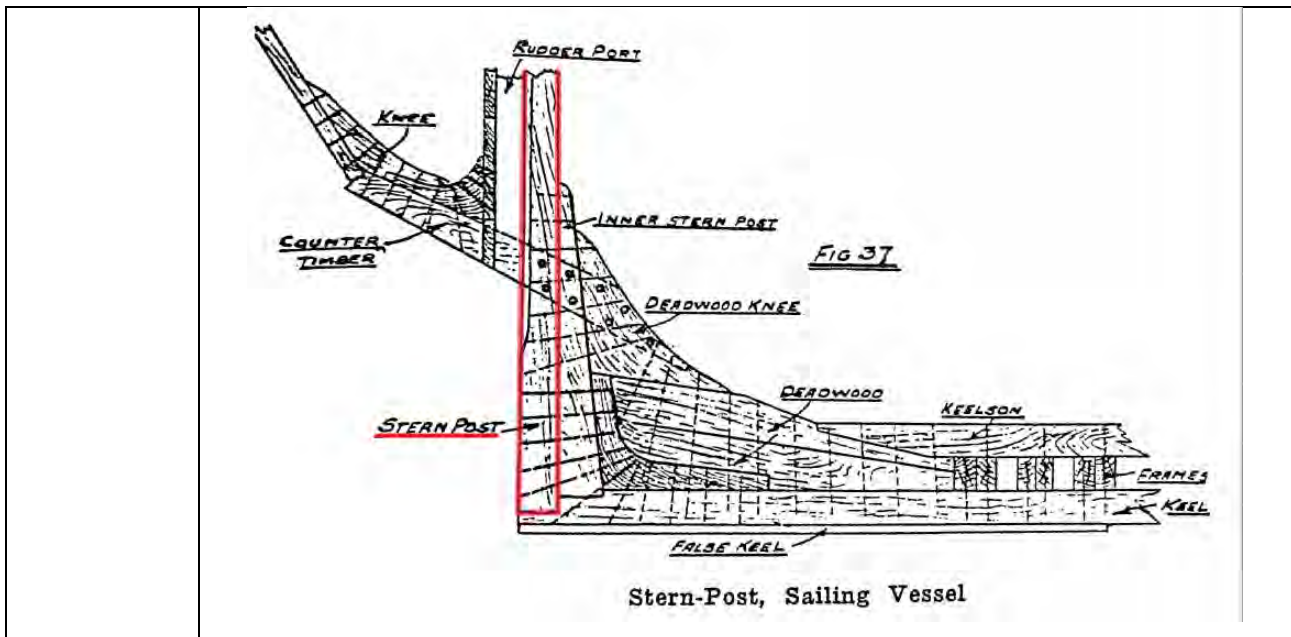 RUDDER PORT
KNEE
INNER STERN POST
COUNTER
TIMBER
FIG 37
DEADWOOD KNEE
DEADWOOD
STERN POST
KEELSON
FRAMES
KEEL
FALSE KEEL
Stern-Post, Sailing Vessel